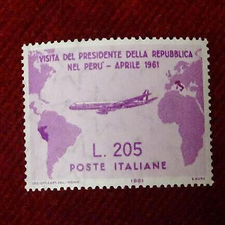 VISITA DEL PRESIDENTE DELLA REPUBBLICA
NEL PERU' - APRILE 1961
L. 205
POSTE ITALIANE
1961